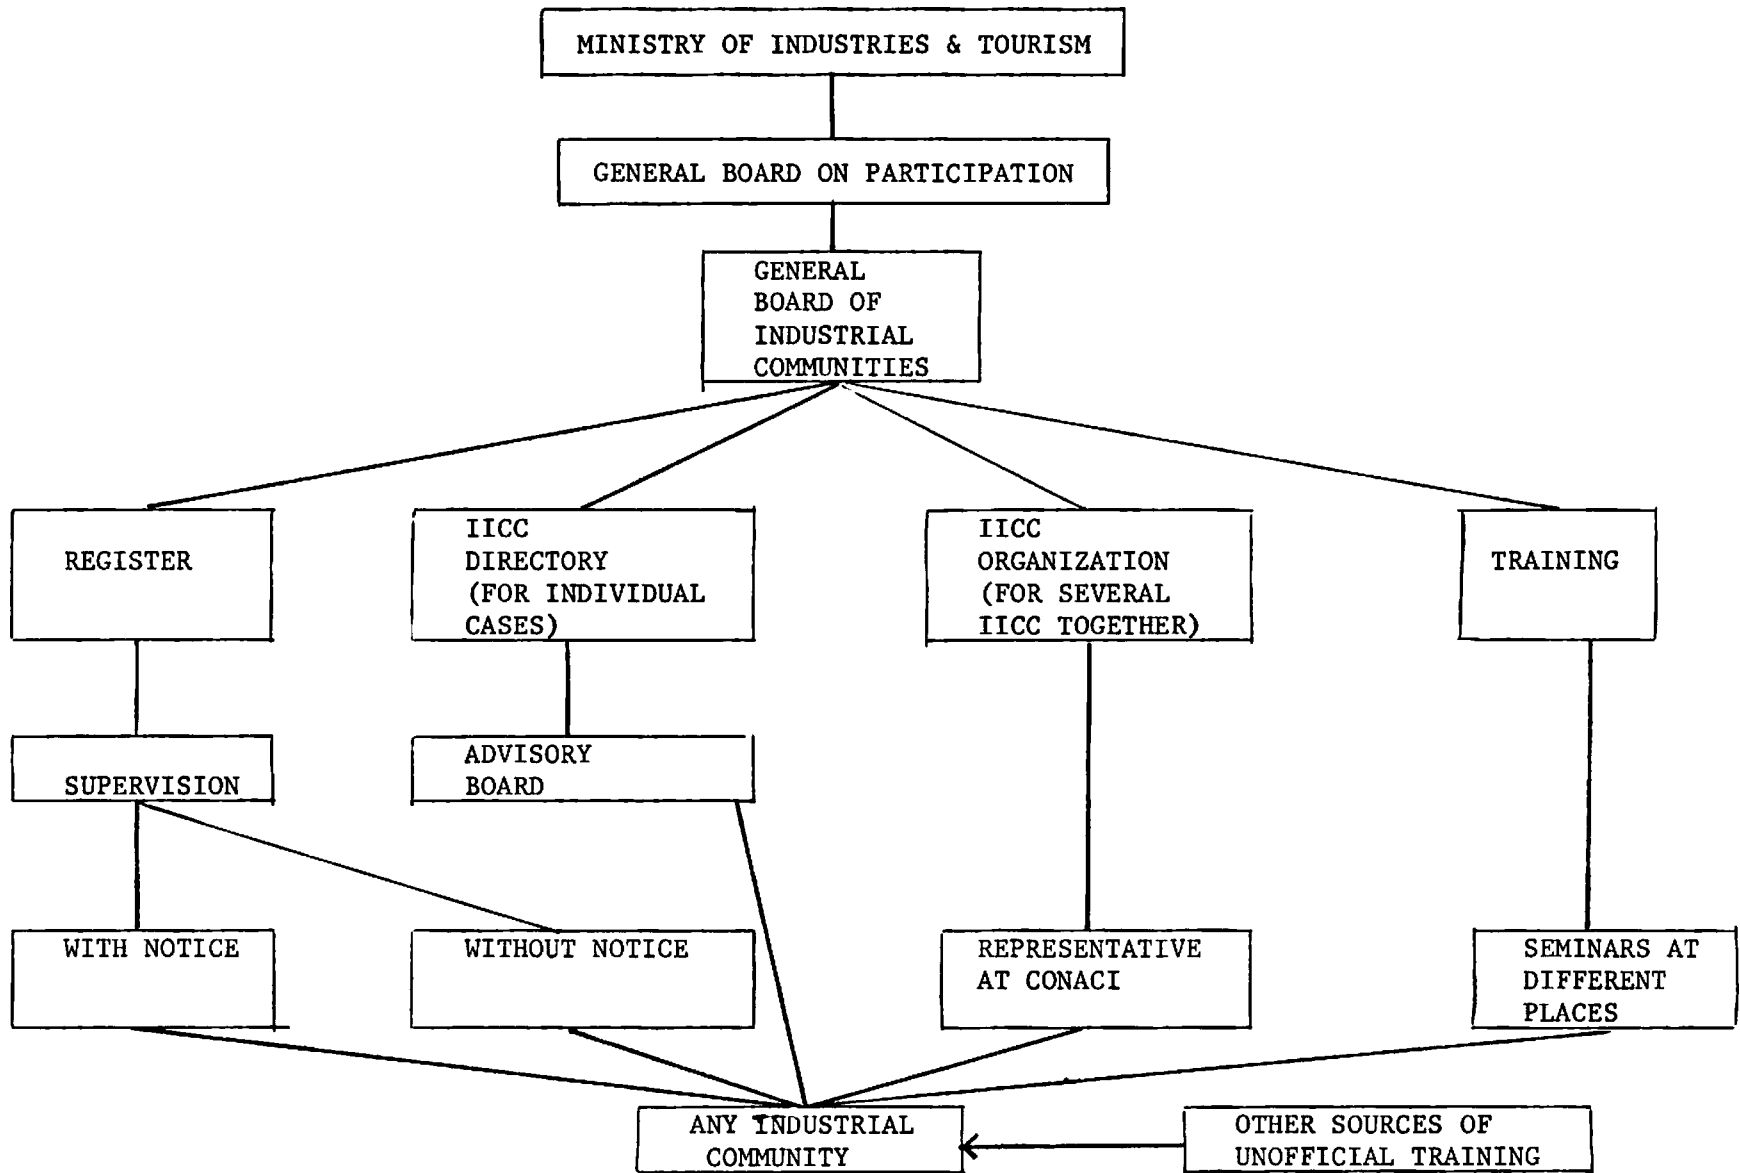 MINISTRY OF INDUSTRIES & TOURISM
GENERAL BOARD ON PARTICIPATION
GENERAL
BOARD OF
INDUSTRIAL
COMMUNITIES
REGISTER
IICC
DIRECTORY
(FOR INDIVIDUAL
CASES)
IICC
ORGANIZATION
(FOR SEVERAL
IICC TOGETHER)
TRAINING
SUPERVISION
ADVISORY
BOARD
WITH NOTICE
WITHOUT NOTICE
REPRESENTATIVE
AT CONACI
SEMINARS AT
DIFFERENT
PLACES
ANY INDUSTRIAL
COMMUNITY
OTHER SOURCES OF
UNOFFICIAL TRAINING